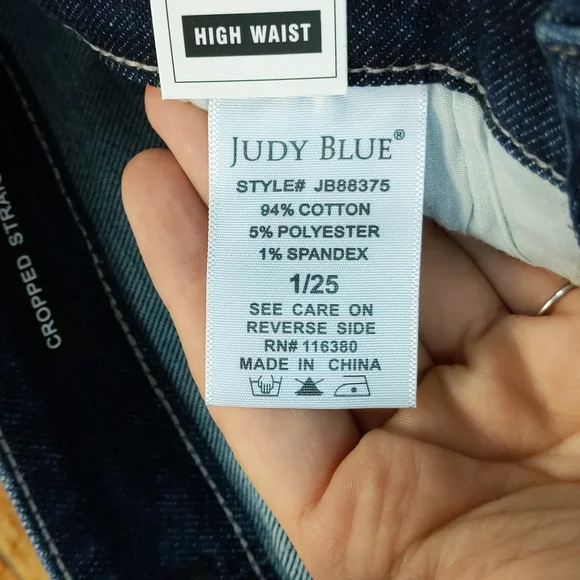 HIGH WAIST
JUDY BLUE®
STYLE# JB88375
94% COTTON
5% POLYESTER
1% SPANDEX
1/25
SEE CARE ON
REVERSE SIDE
RN# 116380
MADE IN CHINA
CROPPED STRAIG